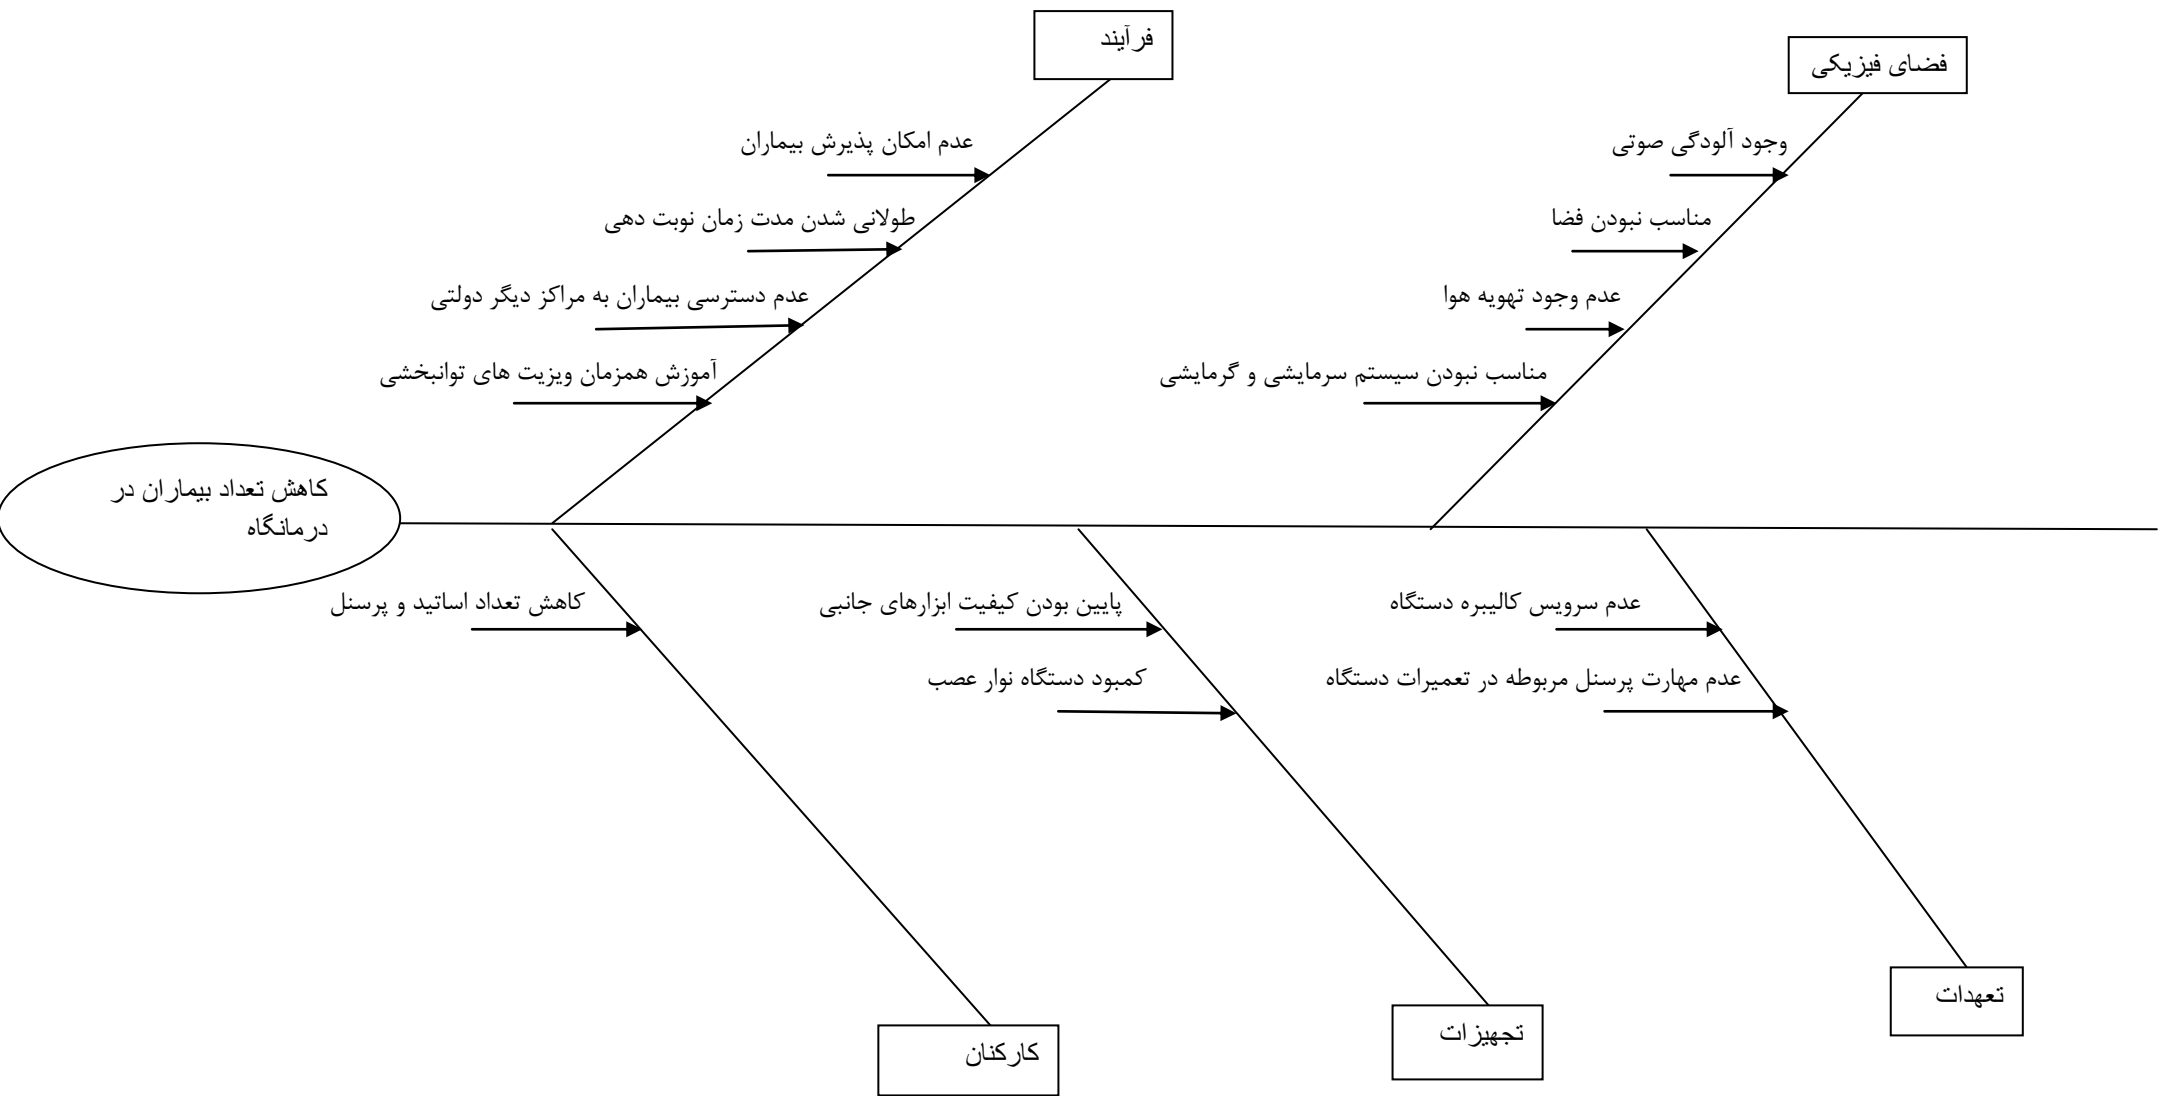 فرآیند
فضای فیزیکی
عدم امکان پذیرش بیماران
وجود آلودگی صوتی
طولانی شدن مدت زمان نوبت دهی
مناسب نبودن فضا
عدم دسترسی بیماران به مراکز دیگر دولتی
عدم وجود تهویه هوا
آموزش همزمان ویزیت های توانبخشی
مناسب نبودن سیستم سرمایشی و گرمایشی
کاهش تعداد بیماران در
درمانگاه
کاهش تعداد اساتید و پرسنل
پایین بودن کیفیت ابزارهای جانبی
عدم سرویس کالیبره دستگاه
کمبود دستگاه نوار عصب
عدم مهارت پرسنل مربوطه در تعمیرات دستگاه
تعهدات
تجهیزات
کارکنان